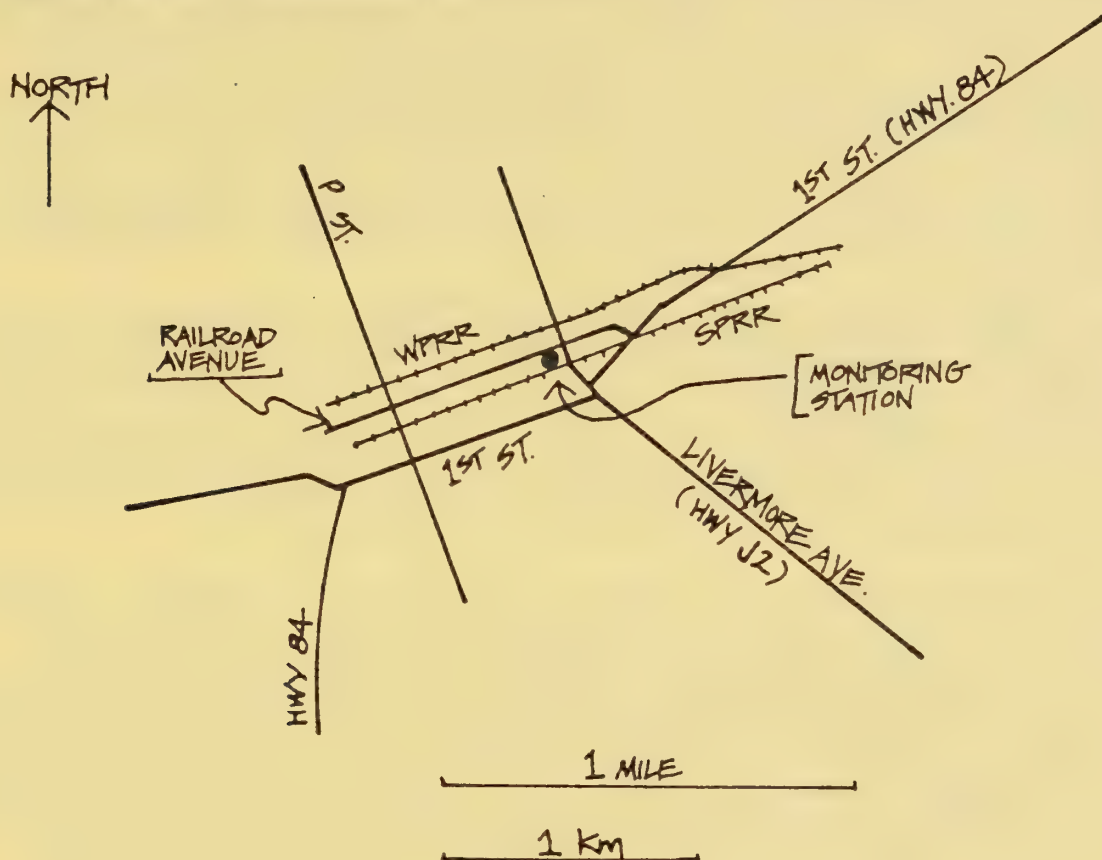 NORTH
1ST ST. (HWY. 84)
P ST.
RAILROAD
AVENUE
WPRR
SPRR
MONITORING
STATION
1ST ST.
LIVERMORE AVE.
(HWY J2)
HWY 84
1 MILE
1 Km